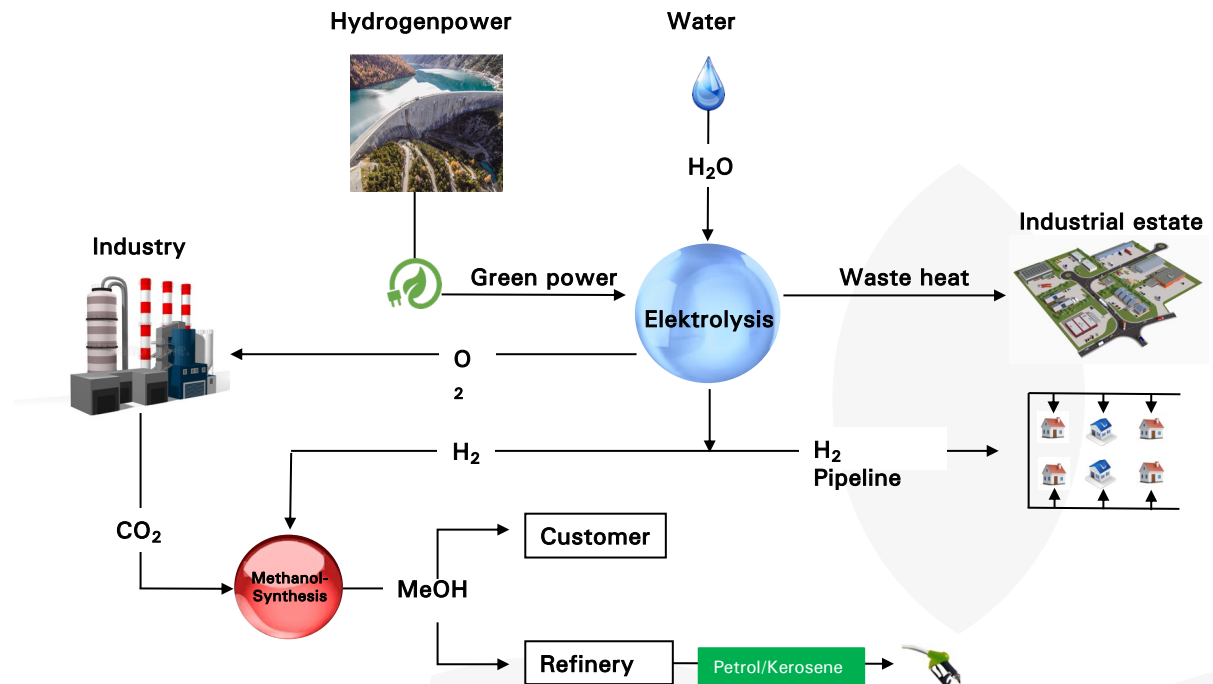 Hydrogenpower
Water
H₂O
Industrial estate
Industry
Green power
Waste heat
Elektrolysis
O
2
H₂
H₂
Pipeline
CO₂
Customer
Methanol-
Synthesis
MeOH
Refinery
Petrol/Kerosene